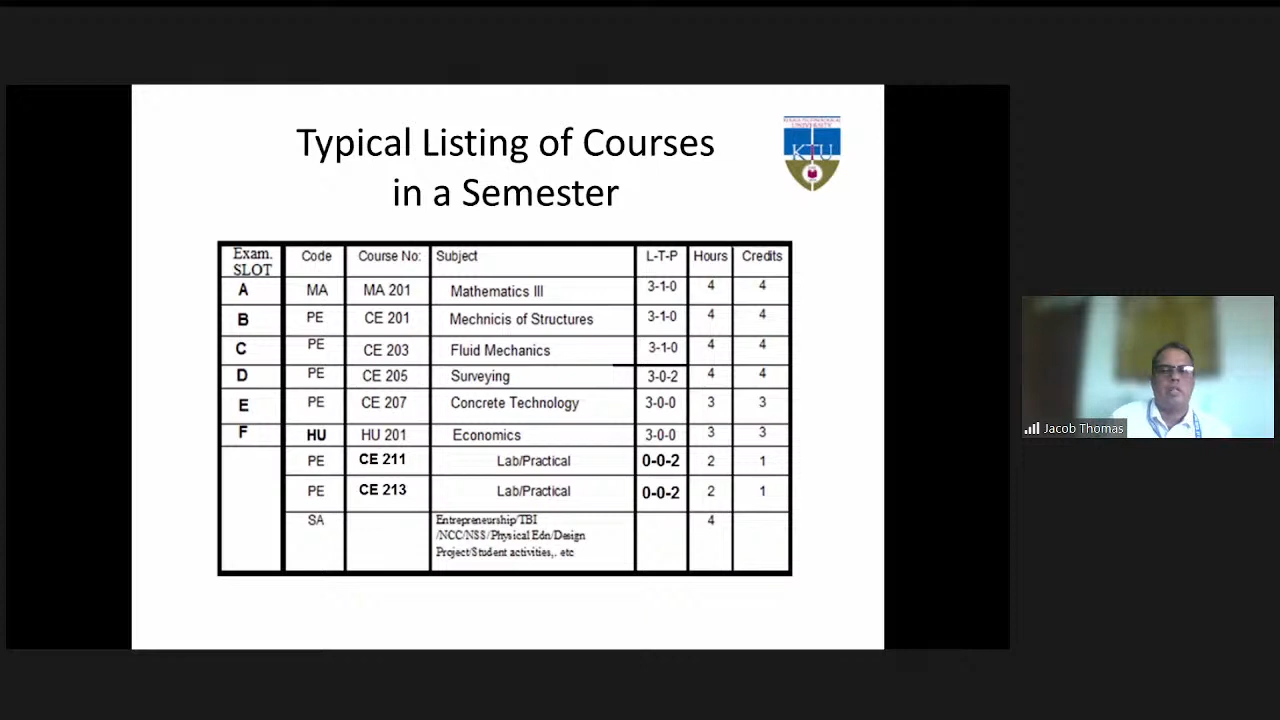 Typical Listing of Courses
in a Semester
UNIVERSITY
KTU
Exam. SLOT Code Course No: Subject L-T-P Hours Credits
A MA MA 201 Mathematics III 3-1-0 4 4
B PE CE 201 Mechnicis of Structures 3-1-0 4 4
C PE CE 203 Fluid Mechanics 3-1-0 4 4
D PE CE 205 Surveying 3-0-2 4 4
E PE CE 207 Concrete Technology 3-0-0 3 3
F HU HU 201 Economics 3-0-0 3 3
PE CE 211 Lab/Practical 0-0-2 2 1
PE CE 213 Lab/Practical 0-0-2 2 1
SA Entrepreneurship/TBI 4
/NCC/NSS/Physical Edn/Design
Project/Student activities,. etc
Jacob Thomas